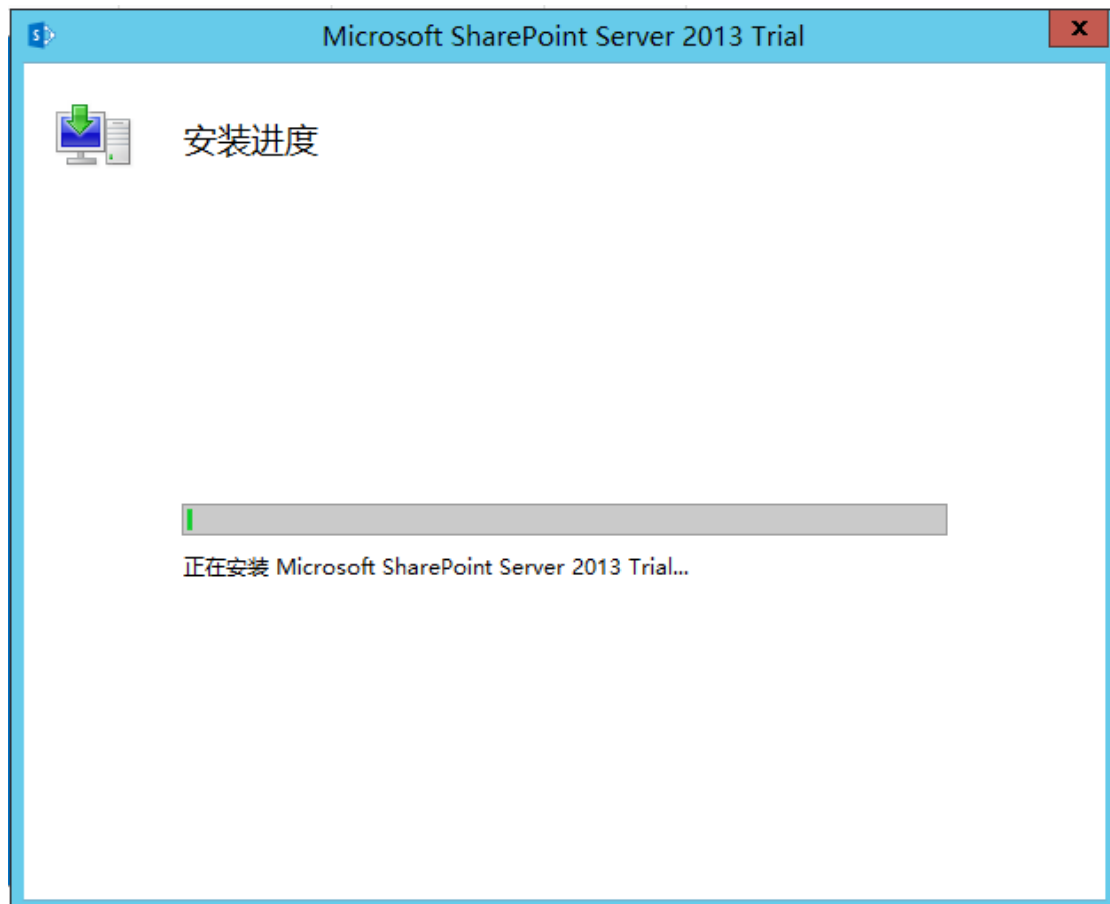 Microsoft SharePoint Server 2013 Trial
安装进度
正在安装 Microsoft SharePoint Server 2013 Trial...